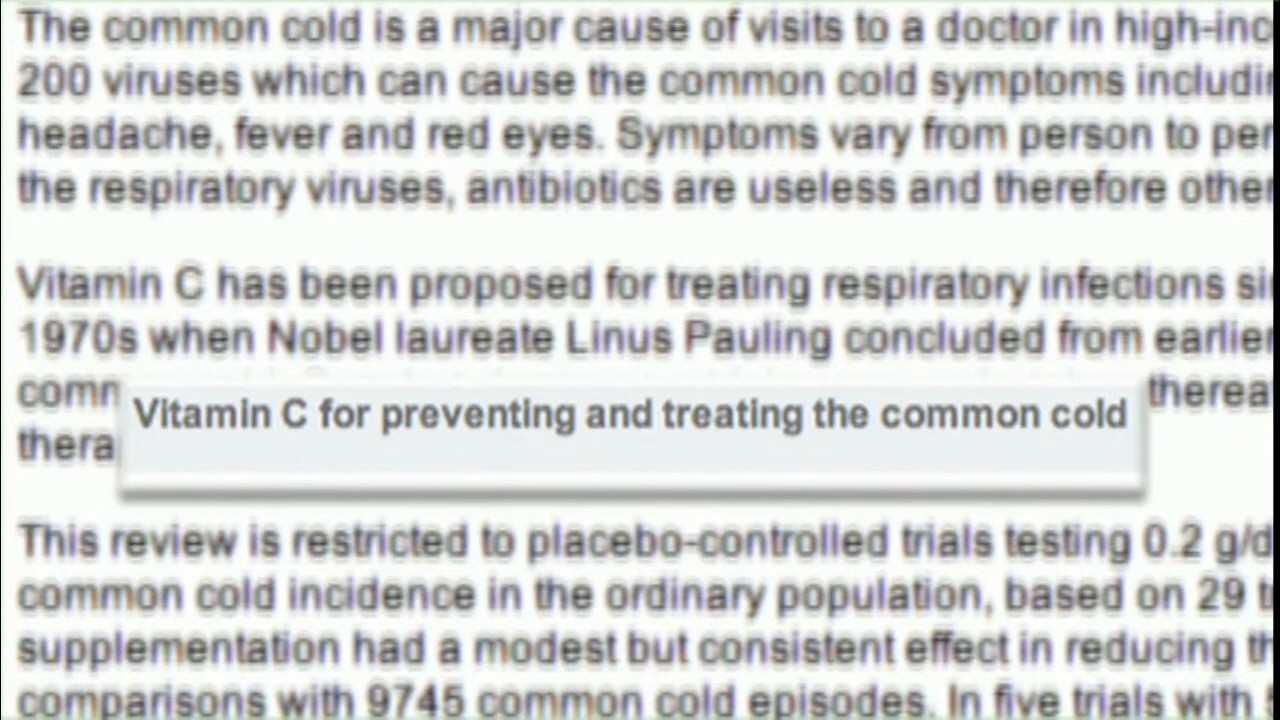 The common cold is a major cause of visits to a doctor in high-inc
200 viruses which can cause the common cold symptoms includin
headache, fever and red eyes. Symptoms vary from person to per
the respiratory viruses, antibiotics are useless and therefore other
Vitamin C has been proposed for treating respiratory infections si
1970s when Nobel laureate Linus Pauling concluded from earlier
comm therea
Vitamin C for preventing and treating the common cold
thera
This review is restricted to placebo-controlled trials testing 0.2 g/d
common cold incidence in the ordinary population, based on 29 t
supplementation had a modest but consistent effect in reducing th
comparisons with 9745 common cold episodes. In five trials with 5